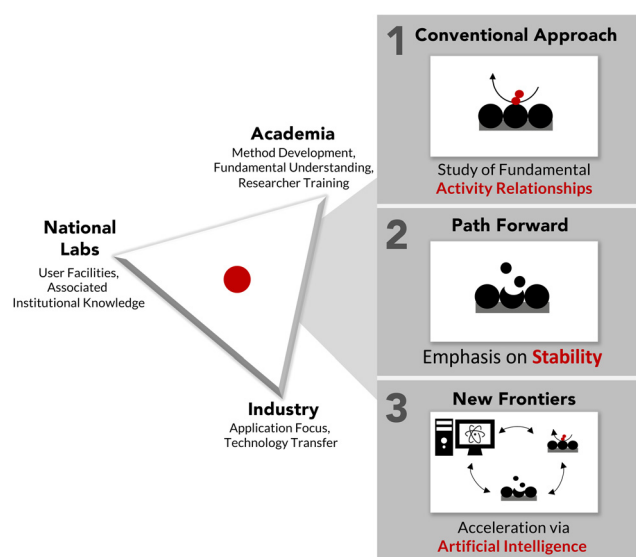 Academia
Method Development,
Fundamental Understanding,
Researcher Training
National
Labs
User Facilities,
Associated
Institutional Knowledge
Industry
Application Focus,
Technology Transfer
1
Conventional Approach
Study of Fundamental
Activity Relationships
2
Path Forward
Emphasis on Stability
3
New Frontiers
Acceleration via
Artificial Intelligence